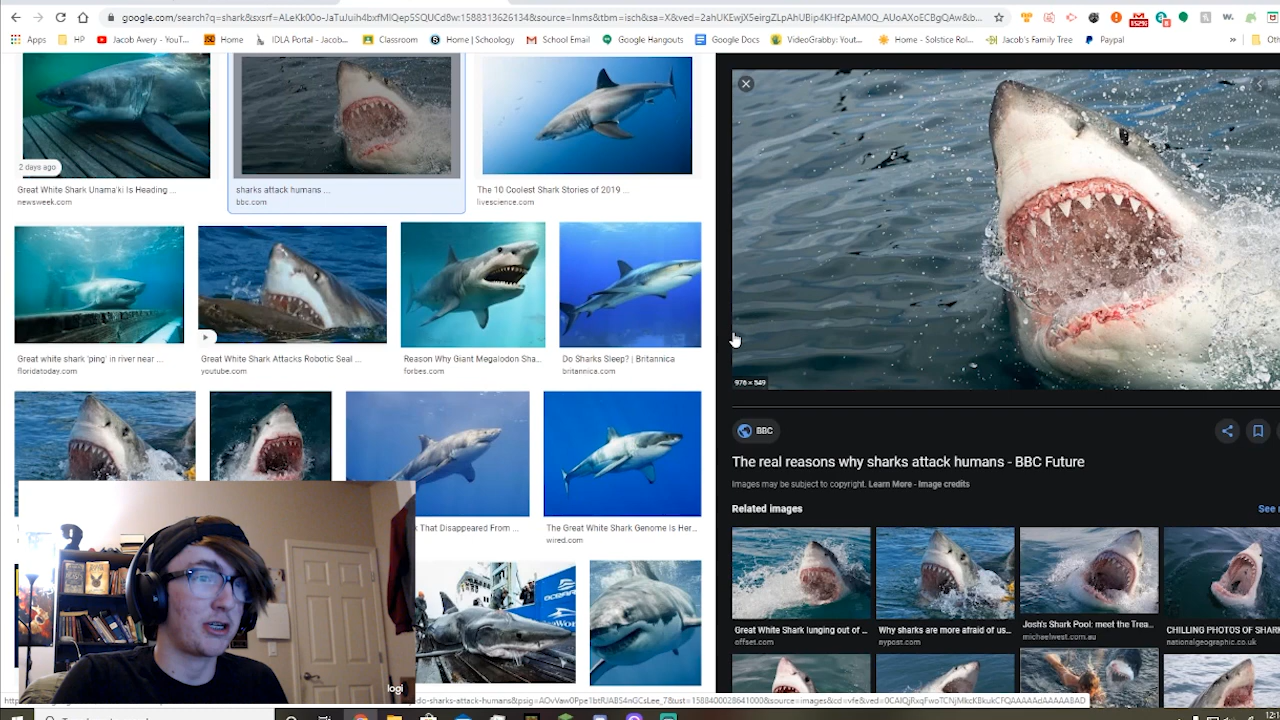 google.com/search?q=shark&sxsrf=
Apps HP Jacob Avery - YouT... Home IDLA Portal - Jacob... Classroom Home | Schoology School Email Google Hangouts Google Docs VideoGrabby: Yout... Home - Solstice Rol... Jacob's Family Tree Paypal »
2 days ago
Great White Shark Unama'ki Is Heading ...
newsweek.com
sharks attack humans ...
bbc.com
The 10 Coolest Shark Stories of 2019 ...
livescience.com
Great white shark 'ping' in river near ...
floridatoday.com
Great White Shark Attacks Robotic Seal ...
youtube.com
Reason Why Giant Megalodon Sha...
forbes.com
Do Sharks Sleep? | Britannica
britannica.com
That Disappeared From ...
The Great White Shark Genome Is Her...
wired.com
976 × 549
BBC
The real reasons why sharks attack humans - BBC Future
Images may be subject to copyright. Learn More - Image credits
Related images
See
Great White Shark lunging out of ...
offset.com
Why sharks are more afraid of us...
nypost.com
Josh's Shark Pool: meet the Trea...
michaelwest.com.au
CHILLING PHOTOS OF SHAR
nationalgeographic.co.uk
logi